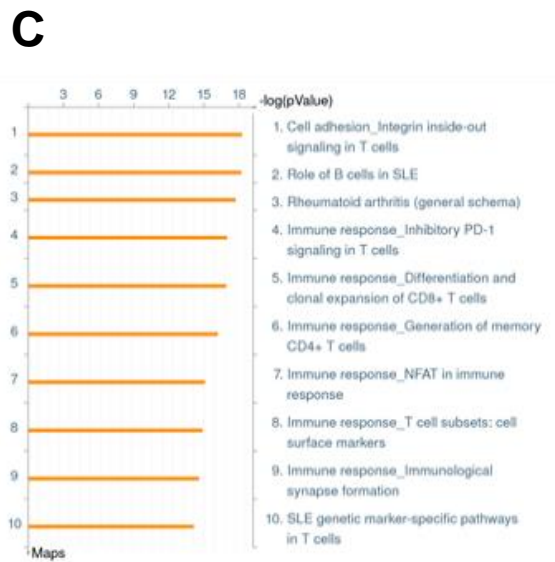 C
3 6 9 12 15 18 -log(pValue)
1 1. Cell adhesion_Integrin inside-out
signaling in T cells
2 2. Role of B cells in SLE
3 3. Rheumatoid arthritis (general schema)
4 4. Immune response_Inhibitory PD-1
signaling in T cells
5 5. Immune response_Differentiation and
clonal expansion of CD8+ T cells
6 6. Immune response_Generation of memory
CD4+ T cells
7 7. Immune response_NFAT in immune
response
8 8. Immune response_T cell subsets: cell
surface markers
9 9. Immune response_Immunological
synapse formation
10 10. SLE genetic marker-specific pathways
in T cells
Maps